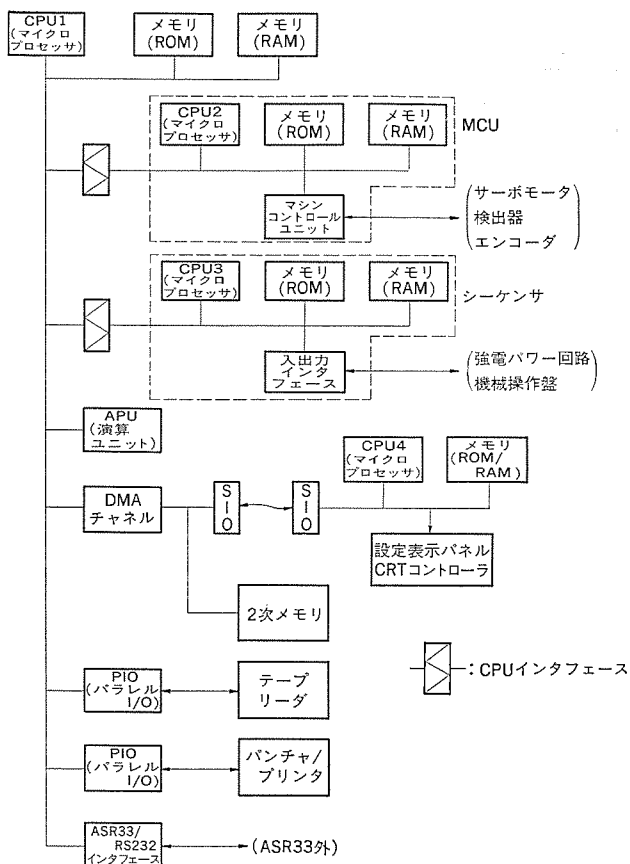 CPU1
(マイクロ
プロセッサ)
メモリ
(ROM)
メモリ
(RAM)
CPU2
(マイクロ
プロセッサ)
メモリ
(ROM)
メモリ
(RAM)
MCU
マシン
コントロール
ユニット
サーボモータ
検出器
エンコーダ
CPU3
(マイクロ
プロセッサ)
メモリ
(ROM)
メモリ
(RAM)
シーケンサ
入出力
インタ
フェース
強電パワー回路
機械操作盤
APU
(演算
ユニット)
DMA
チャネル
SIO
SIO
CPU4
(マイクロ
プロセッサ)
メモリ
(ROM/
RAM)
設定表示パネル
CRTコントローラ
2次メモリ
:CPUインタフェース
PIO
(パラレル
I/O)
テープ
リーダ
PIO
(パラレル
I/O)
パンチャ/
プリンタ
ASR33/
RS232
インタフェース
(ASR33外)